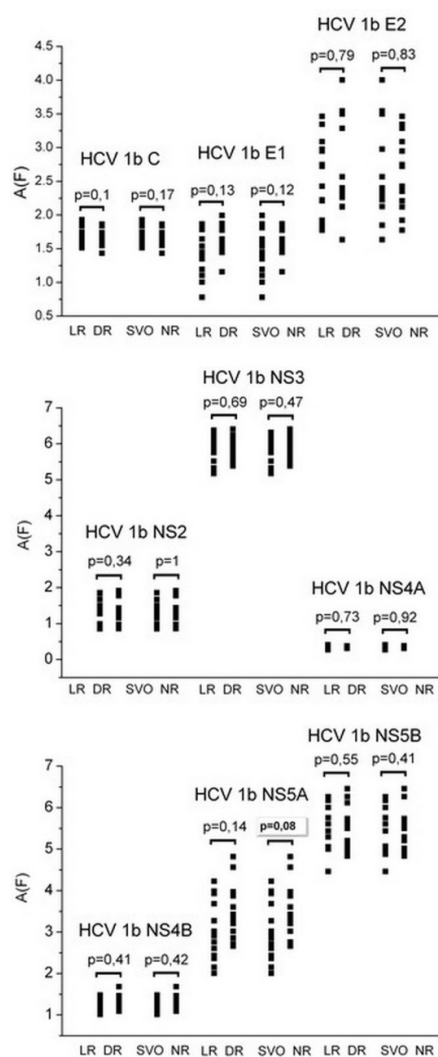 HCV 1b E2
p=0,79 p=0,83
4.5
4.0
3.5
3.0
2.5
2.0
1.5
1.0
0.5
A(F)
HCV 1b C
HCV 1b E1
p=0,1 p=0,17 p=0,13 p=0,12
LR DR SVO NR LR DR SVO NR LR DR SVO NR
HCV 1b NS3
p=0,69 p=0,47
7
6
5
4
3
2
1
0
A(F)
HCV 1b NS2
p=0,34 p=1
HCV 1b NS4A
p=0,73 p=0,92
LR DR SVO NR LR DR SVO NR LR DR SVO NR
HCV 1b NS5B
p=0,55 p=0,41
7
6
5
4
3
2
1
A(F)
HCV 1b NS5A
p=0,14 p=0,08
HCV 1b NS4B
p=0,41 p=0,42
LR DR SVO NR LR DR SVO NR LR DR SVO NR